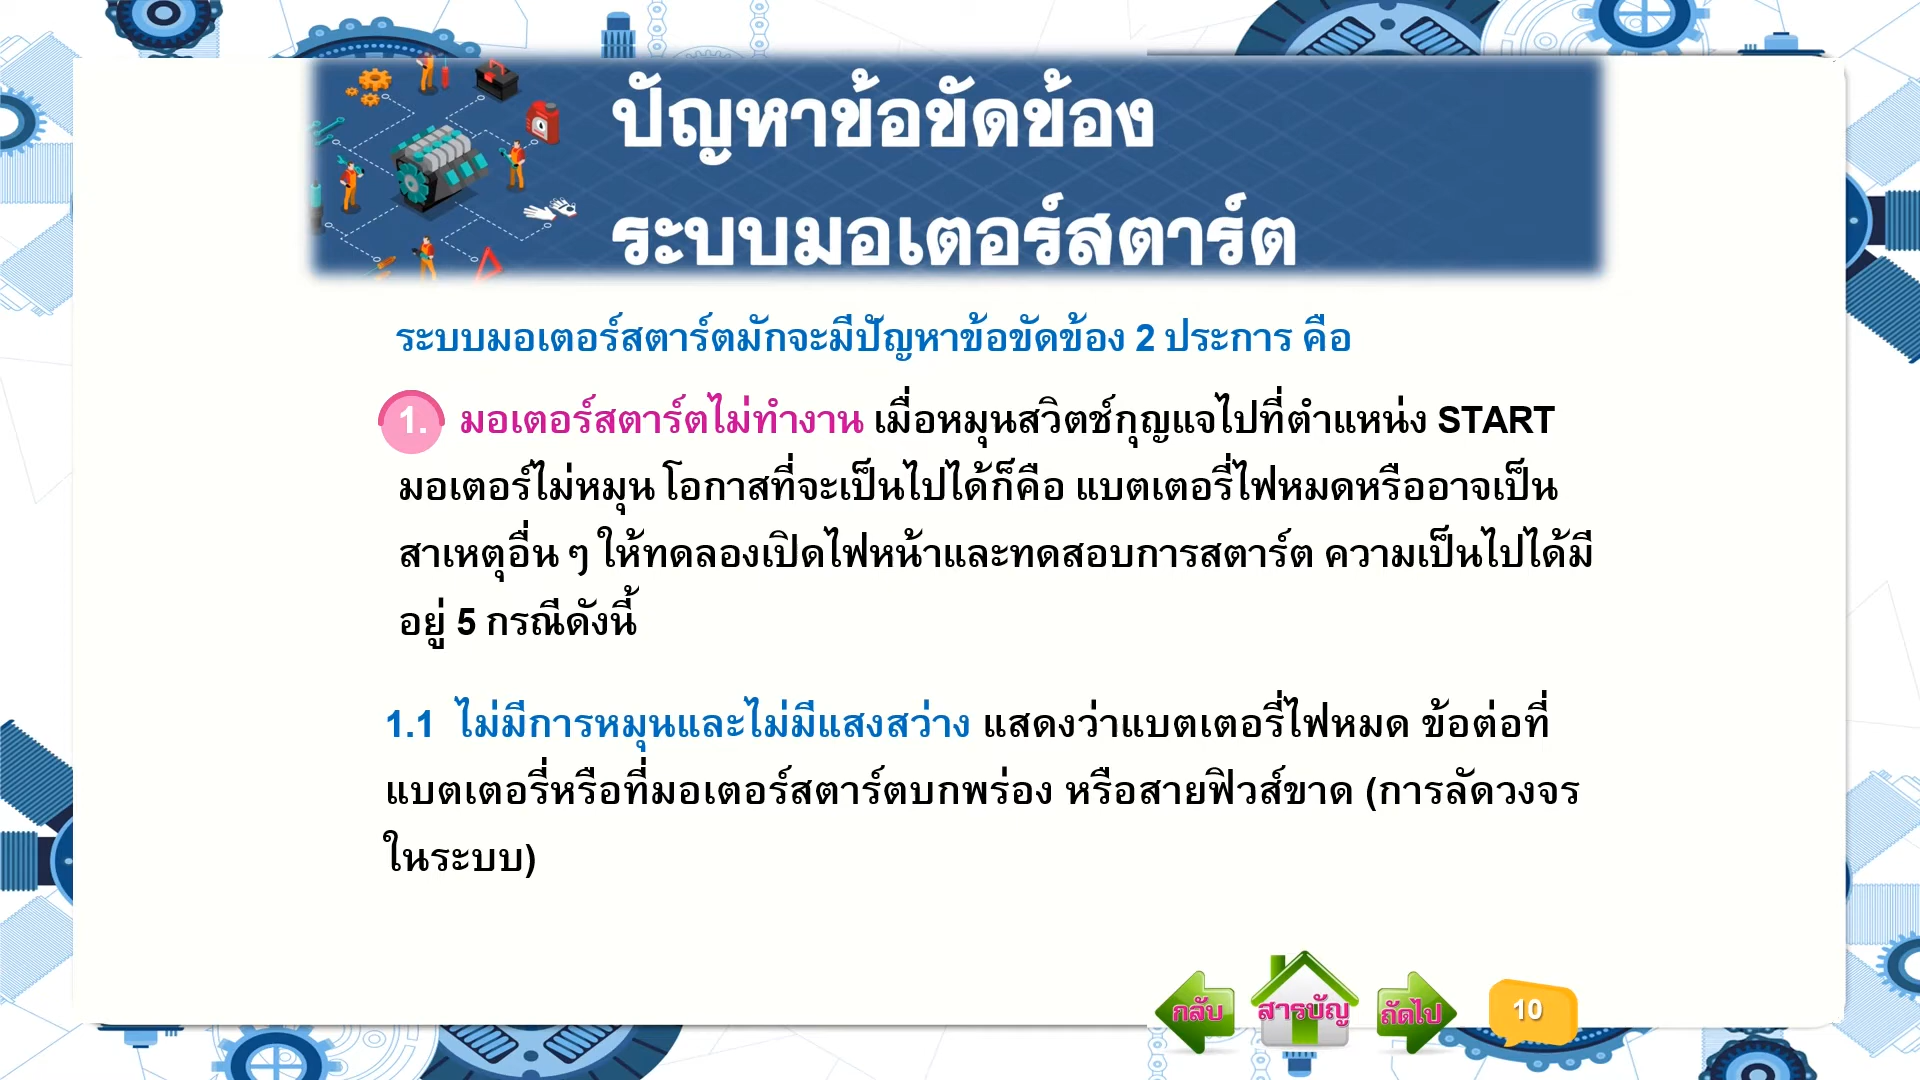 ปัญหาข้อขัดข้อง
ระบบมอเตอร์สตาร์ต
ระบบมอเตอร์สตาร์ตมักจะมีปัญหาข้อขัดข้อง 2 ประการ คือ
1. มอเตอร์สตาร์ตไม่ทำงาน เมื่อหมุนสวิตช์กุญแจไปที่ตำแหน่ง START
มอเตอร์ไม่หมุน โอกาสที่จะเป็นไปได้ก็คือ แบตเตอรี่ไฟหมดหรืออาจเป็น
สาเหตุอื่น ๆ ให้ทดลองเปิดไฟหน้าและทดสอบการสตาร์ต ความเป็นไปได้มี
อยู่ 5 กรณีดังนี้
1.1 ไม่มีการหมุนและไม่มีแสงสว่าง แสดงว่าแบตเตอรี่ไฟหมด ข้อต่อที่
แบตเตอรี่หรือที่มอเตอร์สตาร์ตบกพร่อง หรือสายฟิวส์ขาด (การลัดวงจร
ในระบบ)
กลับ
สารบัญ
ถัดไป
10